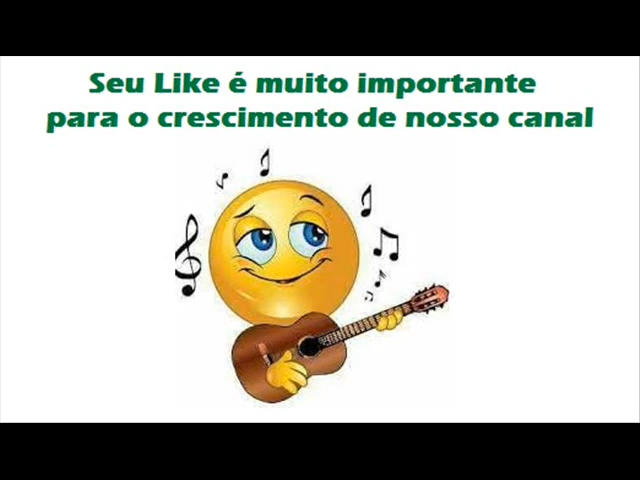 Seu Like é muito importante
para o crescimento de nosso canal